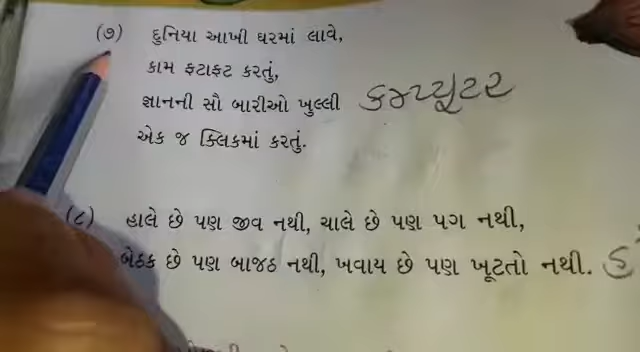 (૭) દુનિયા આખી ઘરમાં લાવે,
કામ ફટાફટ કરતું,
જ્ઞાનની સૌ બારીઓ ખુલ્લી કમ્પ્યૂટર
એક જ ક્લિકમાં કરતું.
(૮) હાલે છે પણ જીવ નથી, ચાલે છે પણ પગ નથી,
બેઠક છે પણ બાજઠ નથી, ખવાય છે પણ ખૂટતો નથી.